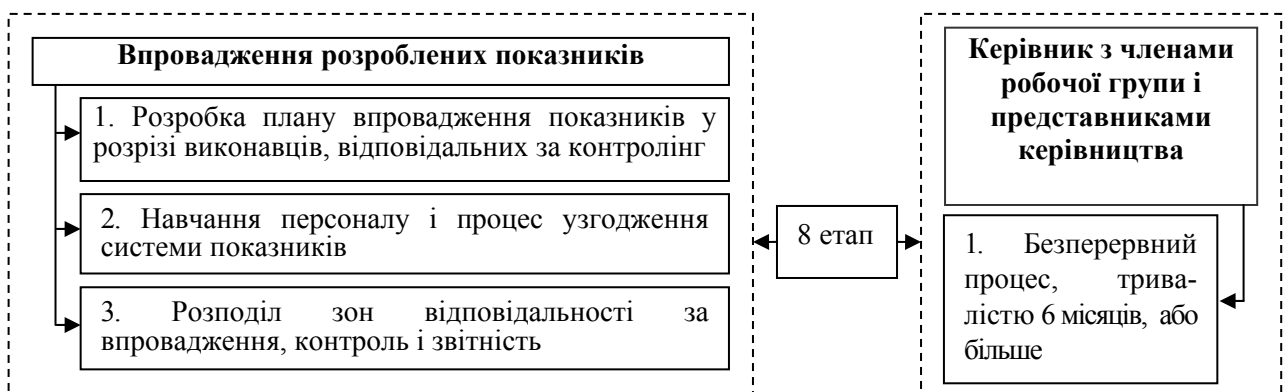 Впровадження розроблених показників
1. Розробка плану впровадження показників у
розрізі виконавців, відповідальних за контролінг
2. Навчання персоналу і процес узгодження
системи показників
3. Розподіл зон відповідальності за
впровадження, контроль і звітність
8 етап
Керівник з членами
робочої групи і
представниками
керівництва
1. Безперервний
процес, трива-
лістю 6 місяців, або
більше